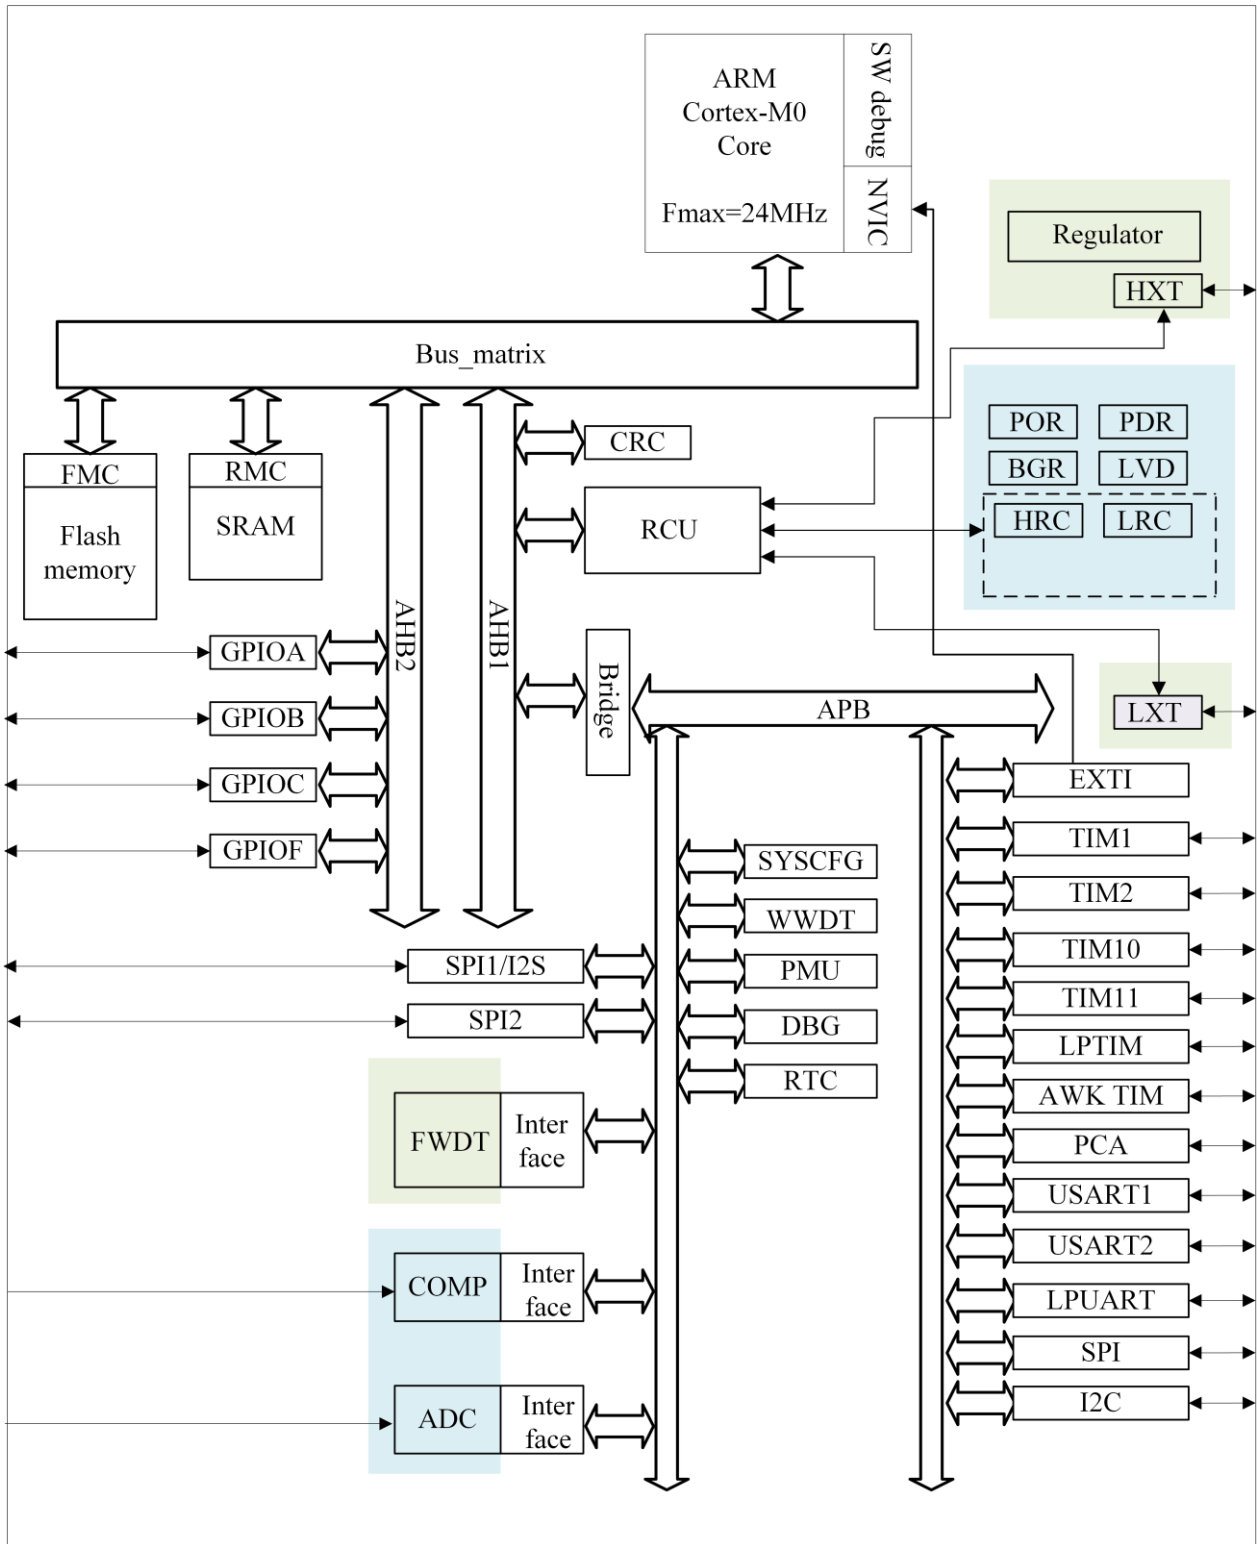 ARM
Cortex-M0
Core
Fmax=24MHz
SW debug
NVIC
Regulator
HXT
Bus_matrix
POR
PDR
BGR
LVD
HRC
LRC
CRC
FMC
Flash
memory
RMC
SRAM
RCU
AHB2
AHB1
GPIOA
GPIOB
GPIOC
GPIOF
Bridge
APB
LXT
EXTI
TIM1
TIM2
TIM10
TIM11
LPTIM
AWK TIM
PCA
USART1
USART2
LPUART
SPI
I2C
SYSCFG
WWDT
PMU
DBG
RTC
SPI1/I2S
SPI2
FWDT
Inter
face
COMP
Inter
face
ADC
Inter
face